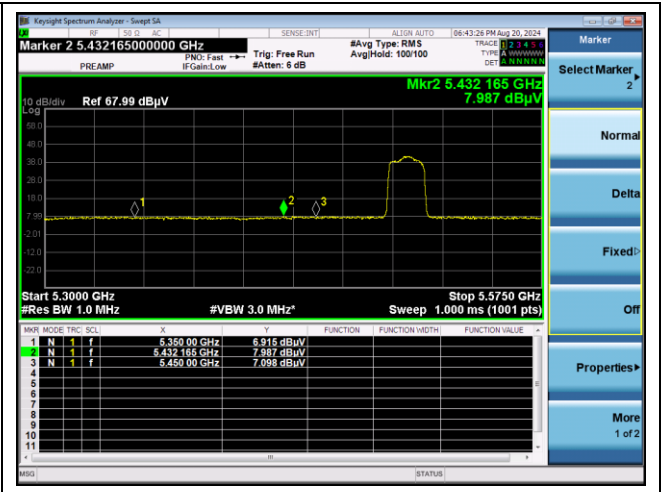 Keysight Spectrum Analyzer - Swept SA
RF 50 Ω AC SENSE:INT ALIGN AUTO 06:43:26 PM Aug 20, 2024
Marker 2 5.432165000000 GHz
PREAMP
PNO: Fast
IFGain:Low
Trig: Free Run
#Atten: 6 dB
#Avg Type: RMS
Avg|Hold: 100/100
TRACE 1 2 3 4 5 6
TYPE A WWWWW
DET A N N N N N
Mkr2 5.432 165 GHz
7.987 dBµV
10 dB/div Ref 67.99 dBµV
Log
58.0
48.0
38.0
28.0
18.0
7.99
-2.01
-12.0
-22.0
1
2
3
Start 5.3000 GHz Stop 5.5750 GHz
#Res BW 1.0 MHz #VBW 3.0 MHz* Sweep 1.000 ms (1001 pts)
MKR MODE TRC SCL X Y FUNCTION FUNCTION WIDTH FUNCTION VALUE
1 N 1 f 5.350 00 GHz 6.915 dBµV
2 N 1 f 5.432 165 GHz 7.987 dBµV
3 N 1 f 5.450 00 GHz 7.098 dBµV
4
5
6
7
8
9
10
11
MSG STATUS
Marker
Select Marker
2
Normal
Delta
Fixed
Off
Properties
More
1 of 2